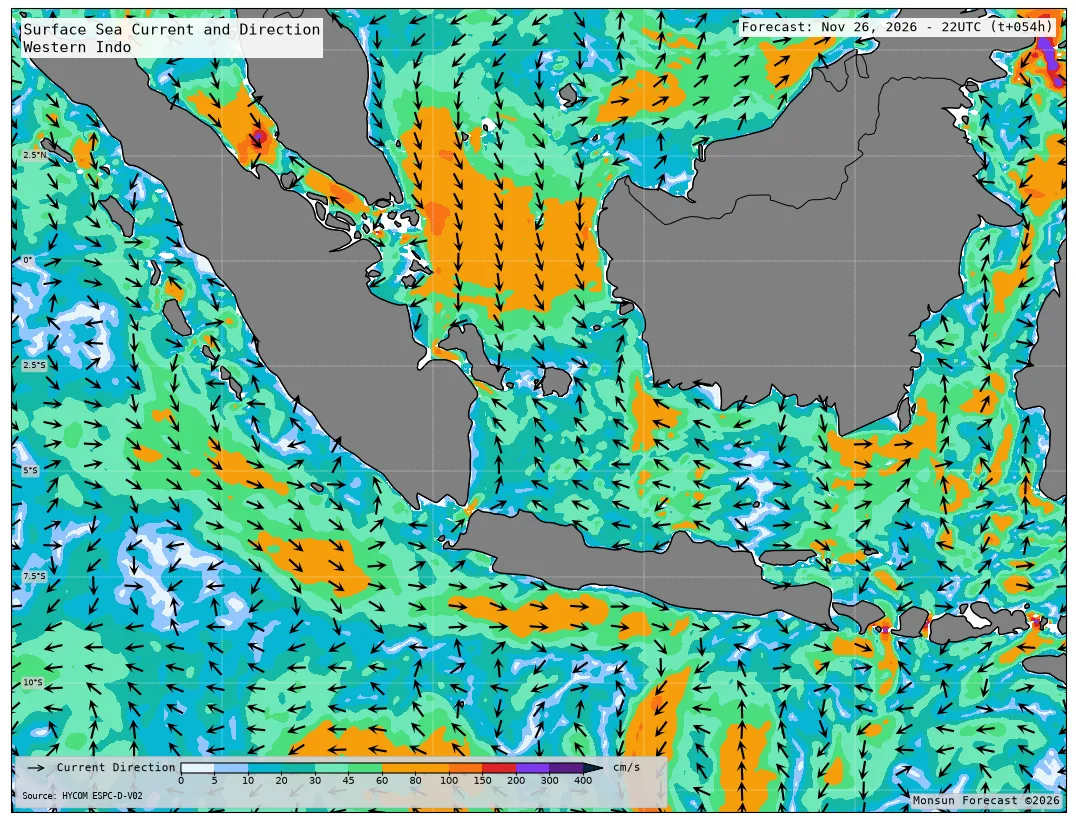 Surface Sea Current and Direction
Western Indo
Forecast: Nov 26, 2026 - 22UTC (t+054h)
2.5°N
0°
2.5°S
5°S
7.5°S
10°S
Current Direction
0 5 10 20 30 45 60 80 100 150 200 300 400 cm/s
Source: HYCOM ESPC-D-V02
Monsun Forecast ©2026